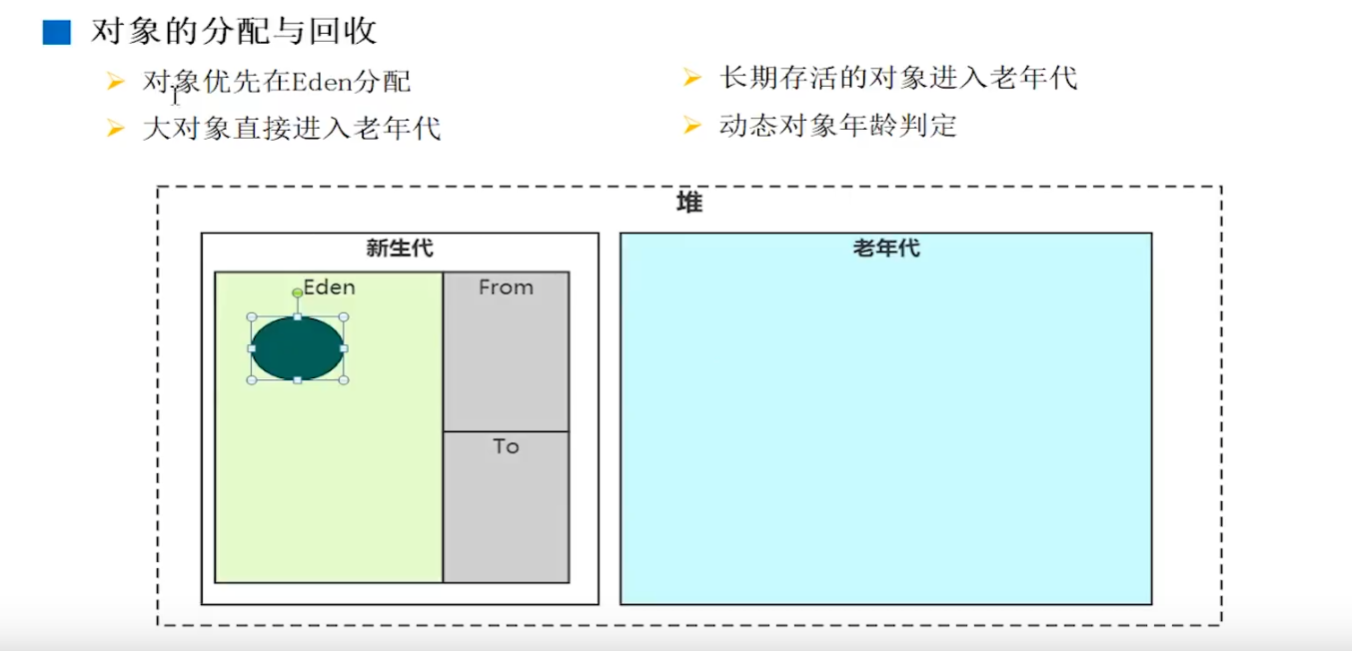 对象的分配与回收
对象优先在Eden分配
大对象直接进入老年代
长期存活的对象进入老年代
动态对象年龄判定
堆
新生代
Eden
From
To
老年代